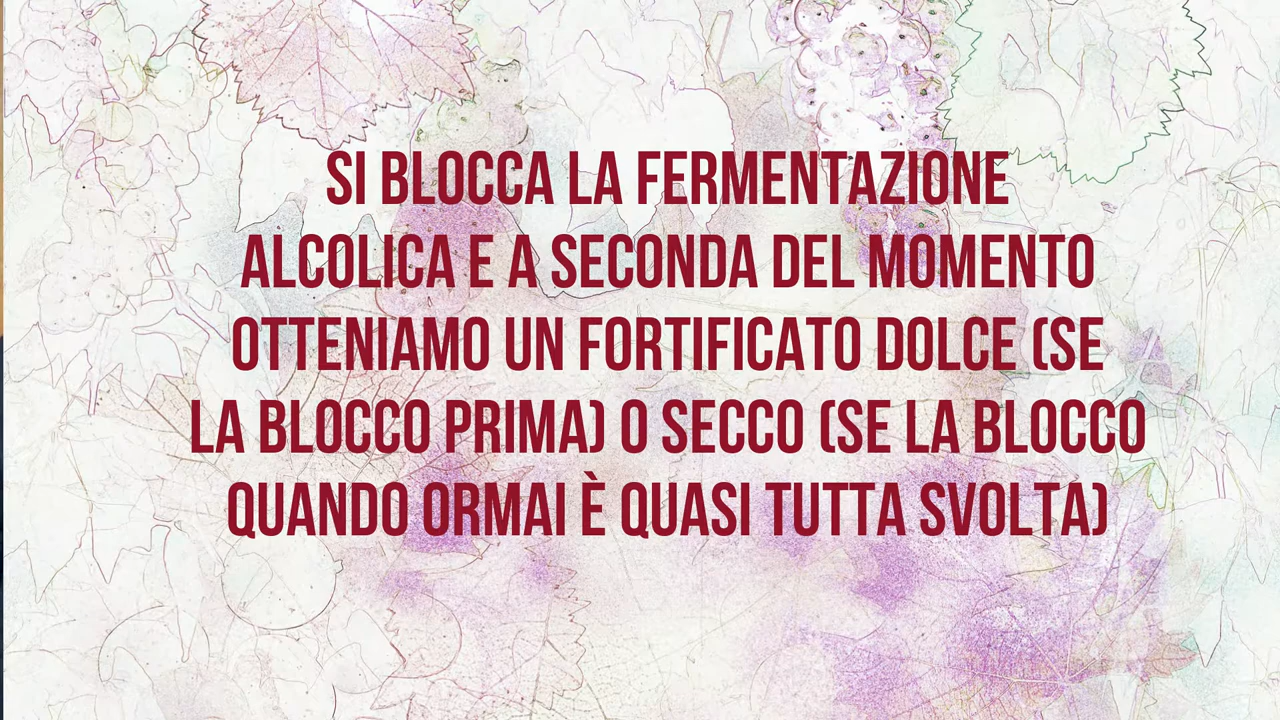 SI BLOCCA LA FERMENTAZIONE
ALCOLICA E A SECONDA DEL MOMENTO
OTTENIAMO UN FORTIFICATO DOLCE (SE
LA BLOCCO PRIMA) O SECCO (SE LA BLOCCO
QUANDO ORMAI È QUASI TUTTA SVOLTA)